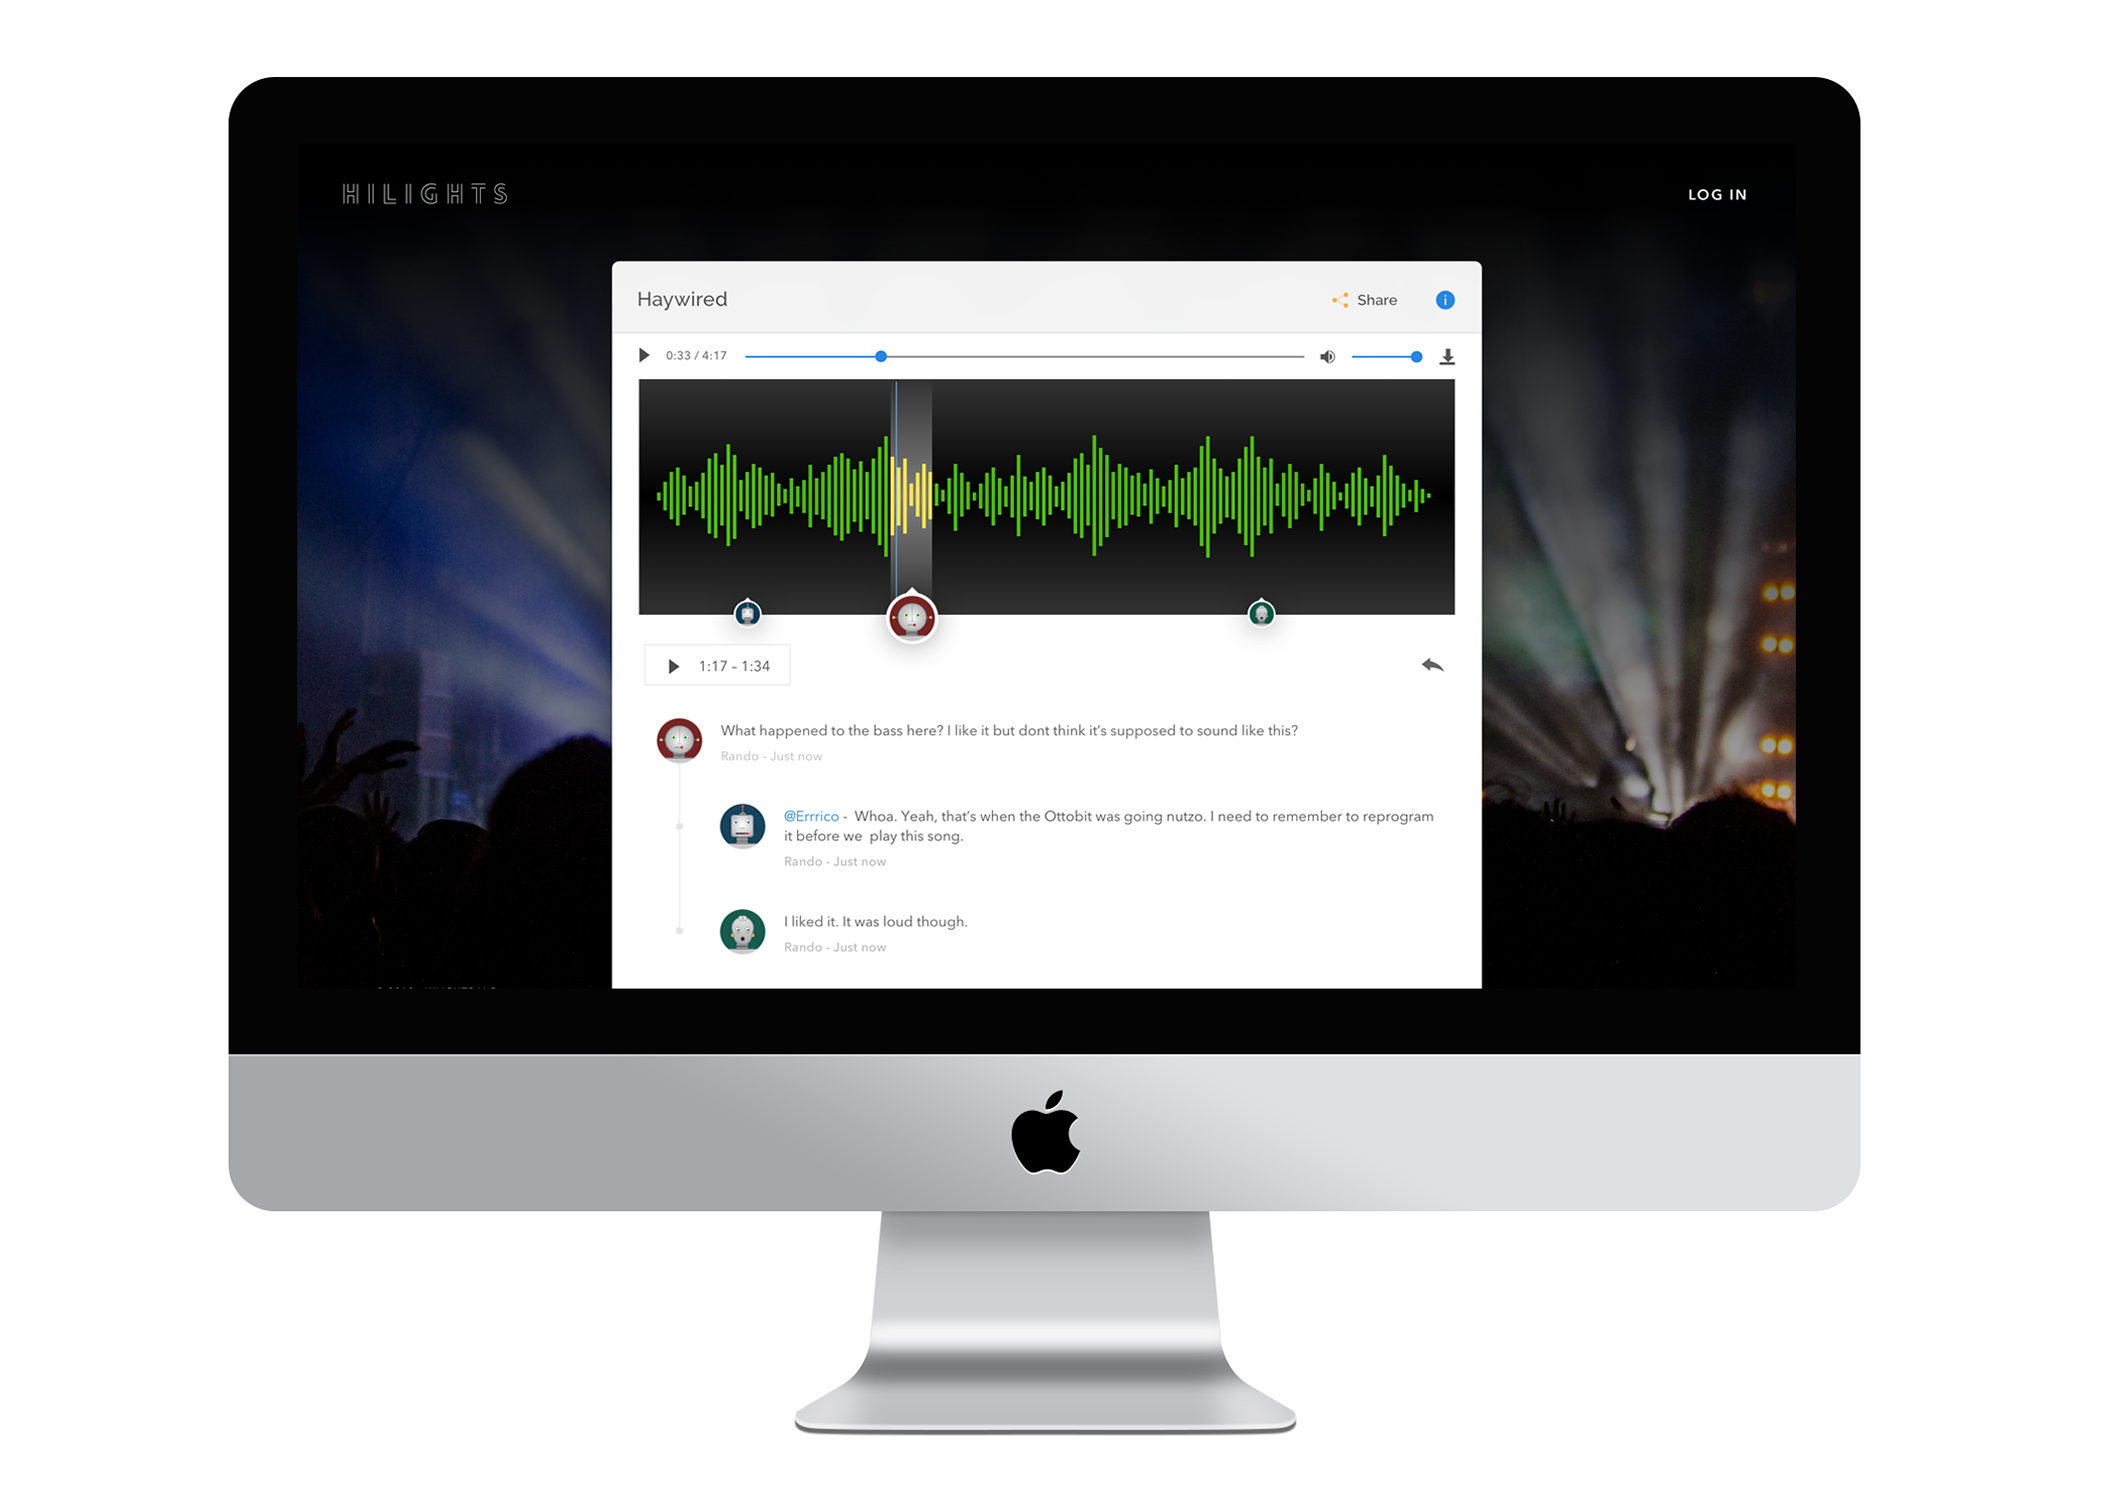 HILIGHTS
LOG IN
Haywired
Share
0:33 / 4:17
1:17 - 1:34
What happened to the bass here? I like it but dont think it's supposed to sound like this?
Rando - Just now
@Errrico - Whoa. Yeah, that's when the Ottobit was going nutzo. I need to remember to reprogram
it before we play this song.
Rando - Just now
I liked it. It was loud though.
Rando - Just now